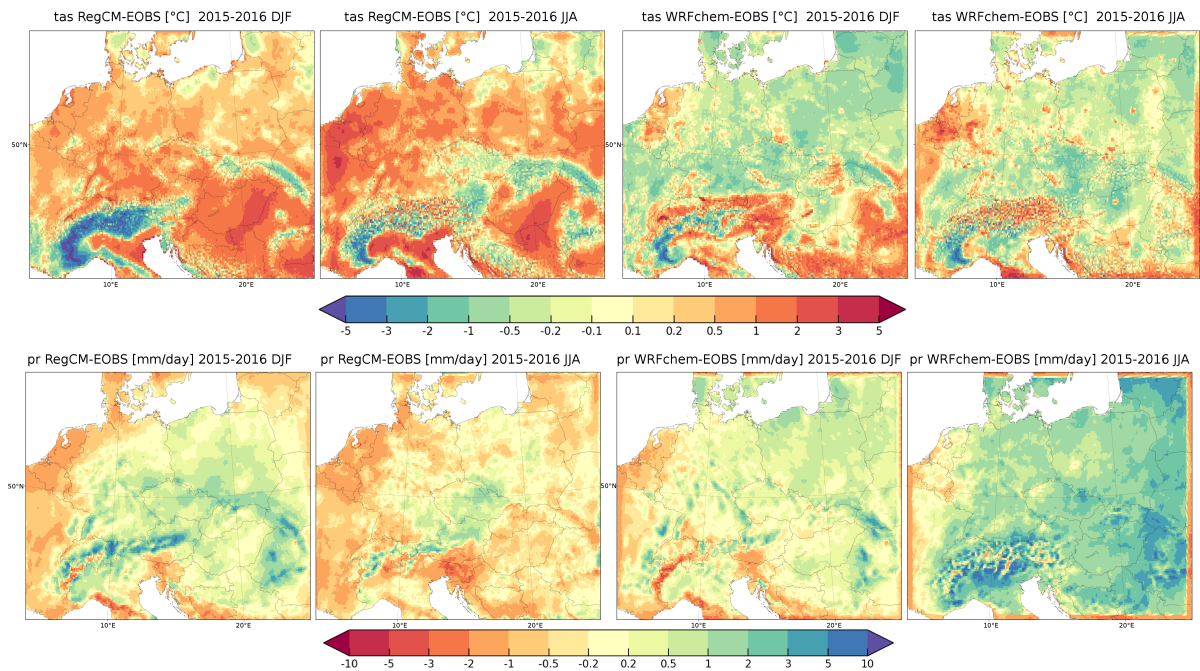 tas RegCM-EOBS [°C]  2015-2016 DJF
tas RegCM-EOBS [°C]  2015-2016 JJA
tas WRFchem-EOBS [°C]  2015-2016 DJF
tas WRFchem-EOBS [°C]  2015-2016 JJA
50°N
50°N
10°E 20°E 10°E 20°E 10°E 20°E 10°E 20°E
-5 -3 -2 -1 -0.5 -0.2 -0.1 0.1 0.2 0.5 1 2 3 5
pr RegCM-EOBS [mm/day] 2015-2016 DJF
pr RegCM-EOBS [mm/day] 2015-2016 JJA
pr WRFchem-EOBS [mm/day] 2015-2016 DJF
pr WRFchem-EOBS [mm/day] 2015-2016 JJA
50°N
50°N
10°E 20°E 10°E 20°E 10°E 20°E 10°E 20°E
-10 -5 -3 -2 -1 -0.5 -0.2 0.2 0.5 1 2 3 5 10